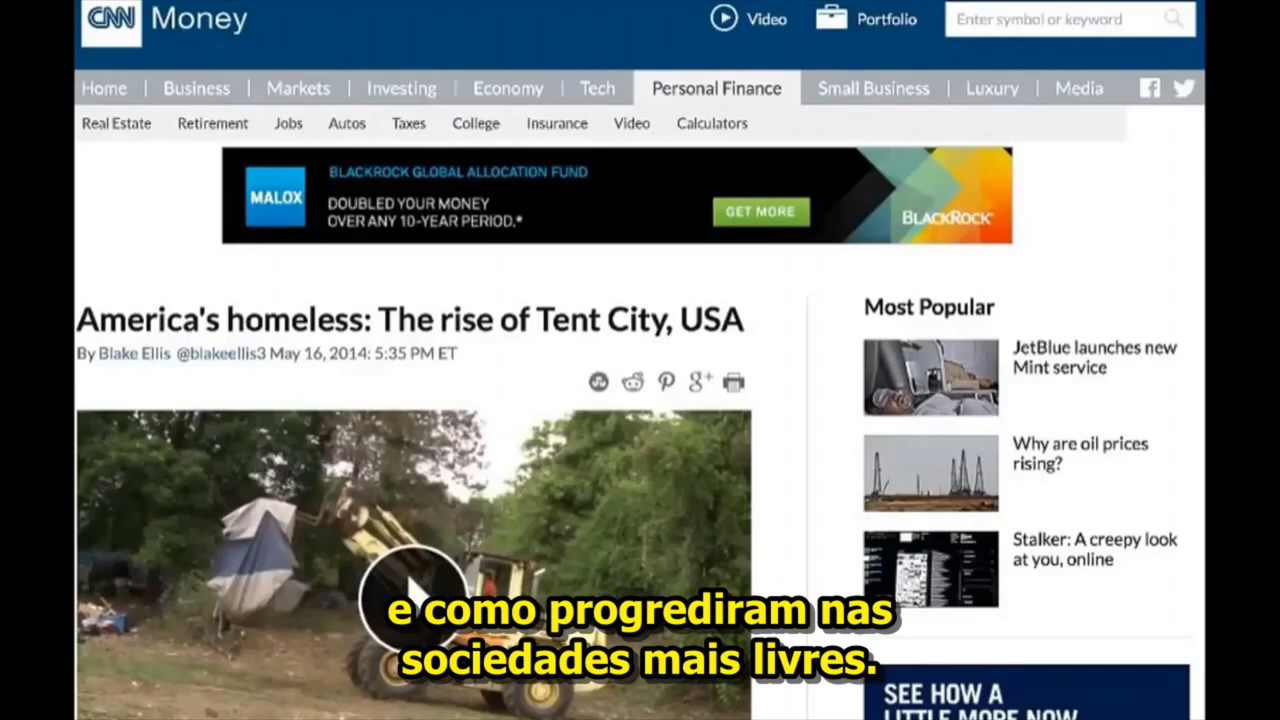 CNN Money
Video
Portfolio
Enter symbol or keyword
Home
Business
Markets
Investing
Economy
Tech
Personal Finance
Small Business
Luxury
Media
Real Estate
Retirement
Jobs
Autos
Taxes
College
Insurance
Video
Calculators
MALOX
BLACKROCK GLOBAL ALLOCATION FUND
DOUBLED YOUR MONEY
OVER ANY 10-YEAR PERIOD.*
GET MORE
BLACKROCK®
America's homeless: The rise of Tent City, USA
By Blake Ellis @blakeellis3 May 16, 2014: 5:35 PM ET
g+
Most Popular
JetBlue launches new
Mint service
Why are oil prices
rising?
Stalker: A creepy look
at you, online
e como progrediram nas
sociedades mais livres.
SEE HOW A
LITTLE MORE NOW